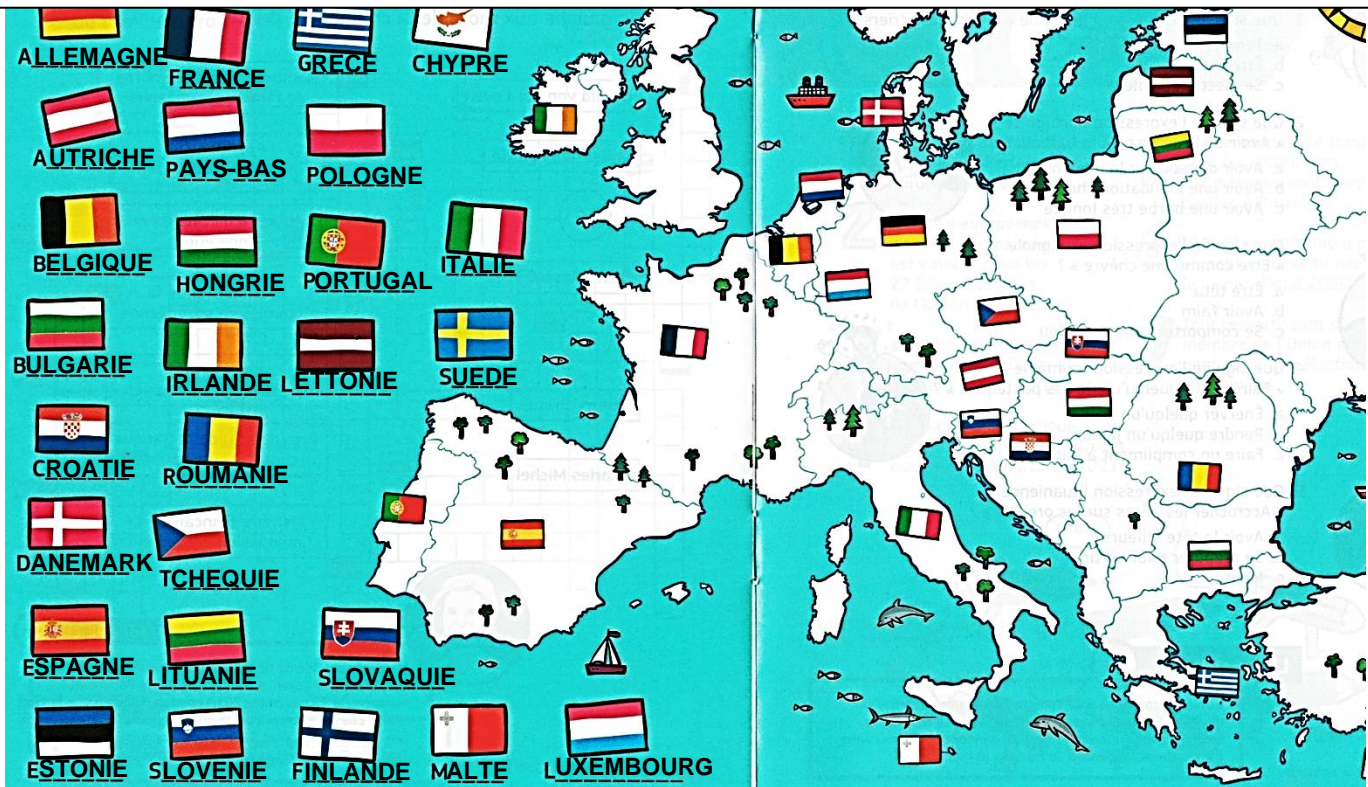 ALLEMAGNE
FRANCE
GRECE
CHYPRE
AUTRICHE
PAYS-BAS
POLOGNE
BELGIQUE
HONGRIE
PORTUGAL
ITALIE
BULGARIE
IRLANDE
LETTONIE
SUEDE
CROATIE
ROUMANIE
DANEMARK
TCHEQUIE
ESPAGNE
LITUANIE
SLOVAQUIE
ESTONIE
SLOVENIE
FINLANDE
MALTE
LUXEMBOURG